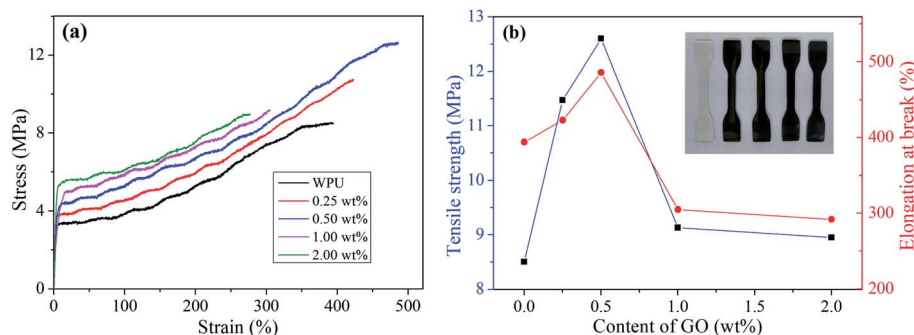 (a)
Stress (MPa)
12
8
4
0
WPU
0.25 wt%
0.50 wt%
1.00 wt%
2.00 wt%
0 100 200 300 400 500
Strain (%)
(b)
Tensile strength (MPa)
13
12
11
10
9
8
0.0 0.5 1.0 1.5 2.0
Content of GO (wt%)
500
400
300
200
Elongation at break (%)